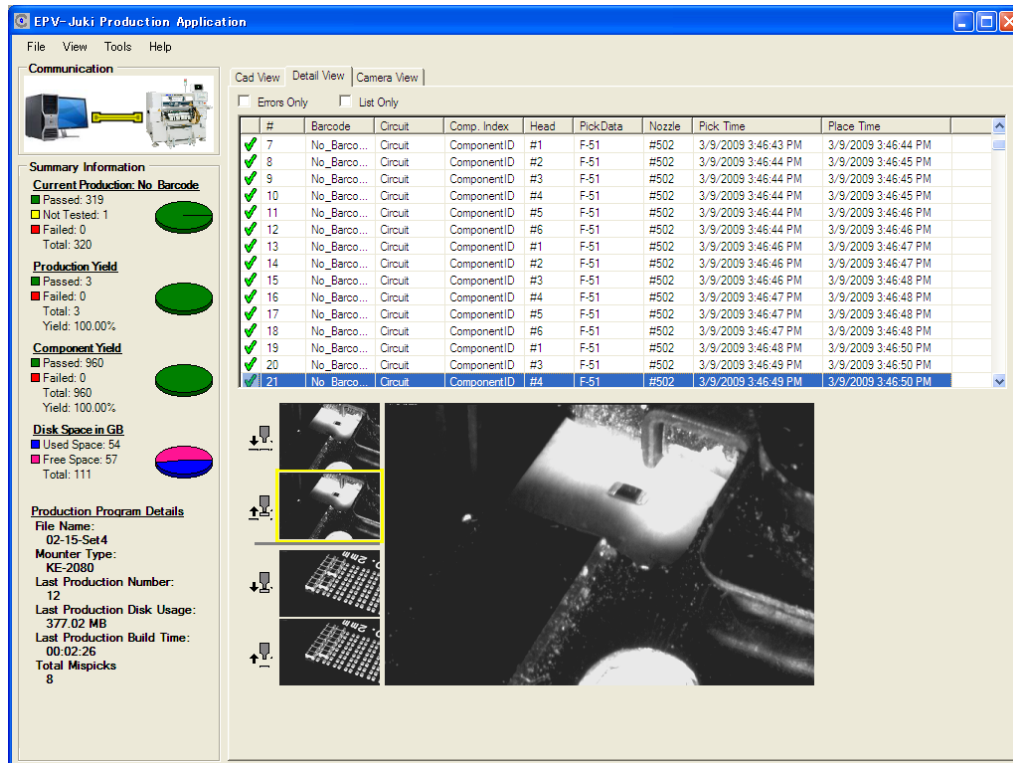 EPV-Juki Production Application
File View Tools Help
Communication
Summary Information
Current Production: No_Barcode
Passed: 319
Not Tested: 1
Failed: 0
Total: 320
Production Yield
Passed: 3
Failed: 0
Total: 3
Yield: 100.00%
Component Yield
Passed: 960
Failed: 0
Total: 960
Yield: 100.00%
Disk Space in GB
Used Space: 54
Free Space: 57
Total: 111
Production Program Details
File Name:
02-15-Set4
Mounter Type:
KE-2080
Last Production Number:
12
Last Production Disk Usage:
377.02 MB
Last Production Build Time:
00:02:26
Total Mispicks
8
Cad View Detail View Camera View
Errors Only List Only
# Barcode Circuit Comp. Index Head PickData Nozzle Pick Time Place Time
7 No_Barco... Circuit ComponentID #1 F-51 #502 3/9/2009 3:46:43 PM 3/9/2009 3:46:44 PM
8 No_Barco... Circuit ComponentID #2 F-51 #502 3/9/2009 3:46:44 PM 3/9/2009 3:46:45 PM
9 No_Barco... Circuit ComponentID #3 F-51 #502 3/9/2009 3:46:44 PM 3/9/2009 3:46:45 PM
10 No_Barco... Circuit ComponentID #4 F-51 #502 3/9/2009 3:46:44 PM 3/9/2009 3:46:45 PM
11 No_Barco... Circuit ComponentID #5 F-51 #502 3/9/2009 3:46:44 PM 3/9/2009 3:46:46 PM
12 No_Barco... Circuit ComponentID #6 F-51 #502 3/9/2009 3:46:44 PM 3/9/2009 3:46:46 PM
13 No_Barco... Circuit ComponentID #1 F-51 #502 3/9/2009 3:46:46 PM 3/9/2009 3:46:47 PM
14 No_Barco... Circuit ComponentID #2 F-51 #502 3/9/2009 3:46:46 PM 3/9/2009 3:46:47 PM
15 No_Barco... Circuit ComponentID #3 F-51 #502 3/9/2009 3:46:46 PM 3/9/2009 3:46:48 PM
16 No_Barco... Circuit ComponentID #4 F-51 #502 3/9/2009 3:46:47 PM 3/9/2009 3:46:48 PM
17 No_Barco... Circuit ComponentID #5 F-51 #502 3/9/2009 3:46:47 PM 3/9/2009 3:46:48 PM
18 No_Barco... Circuit ComponentID #6 F-51 #502 3/9/2009 3:46:47 PM 3/9/2009 3:46:48 PM
19 No_Barco... Circuit ComponentID #1 F-51 #502 3/9/2009 3:46:48 PM 3/9/2009 3:46:50 PM
20 No_Barco... Circuit ComponentID #3 F-51 #502 3/9/2009 3:46:49 PM 3/9/2009 3:46:50 PM
21 No_Barco... Circuit ComponentID #4 F-51 #502 3/9/2009 3:46:49 PM 3/9/2009 3:46:50 PM